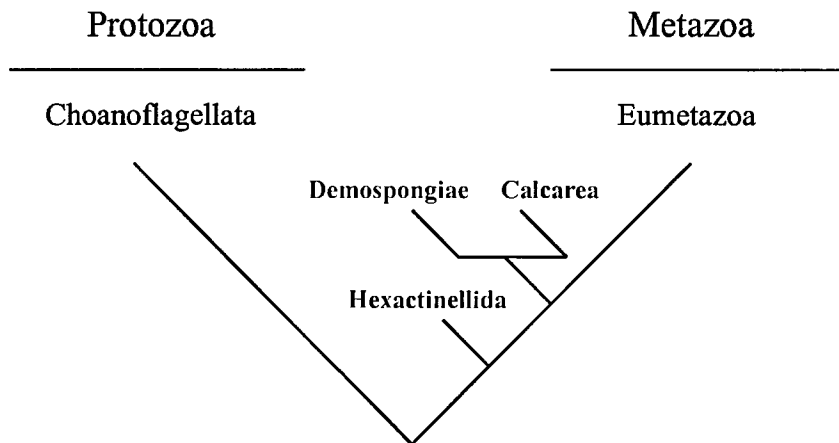 Protozoa
Metazoa
Choanoflagellata
Eumetazoa
Demospongiae
Calcarea
Hexactinellida